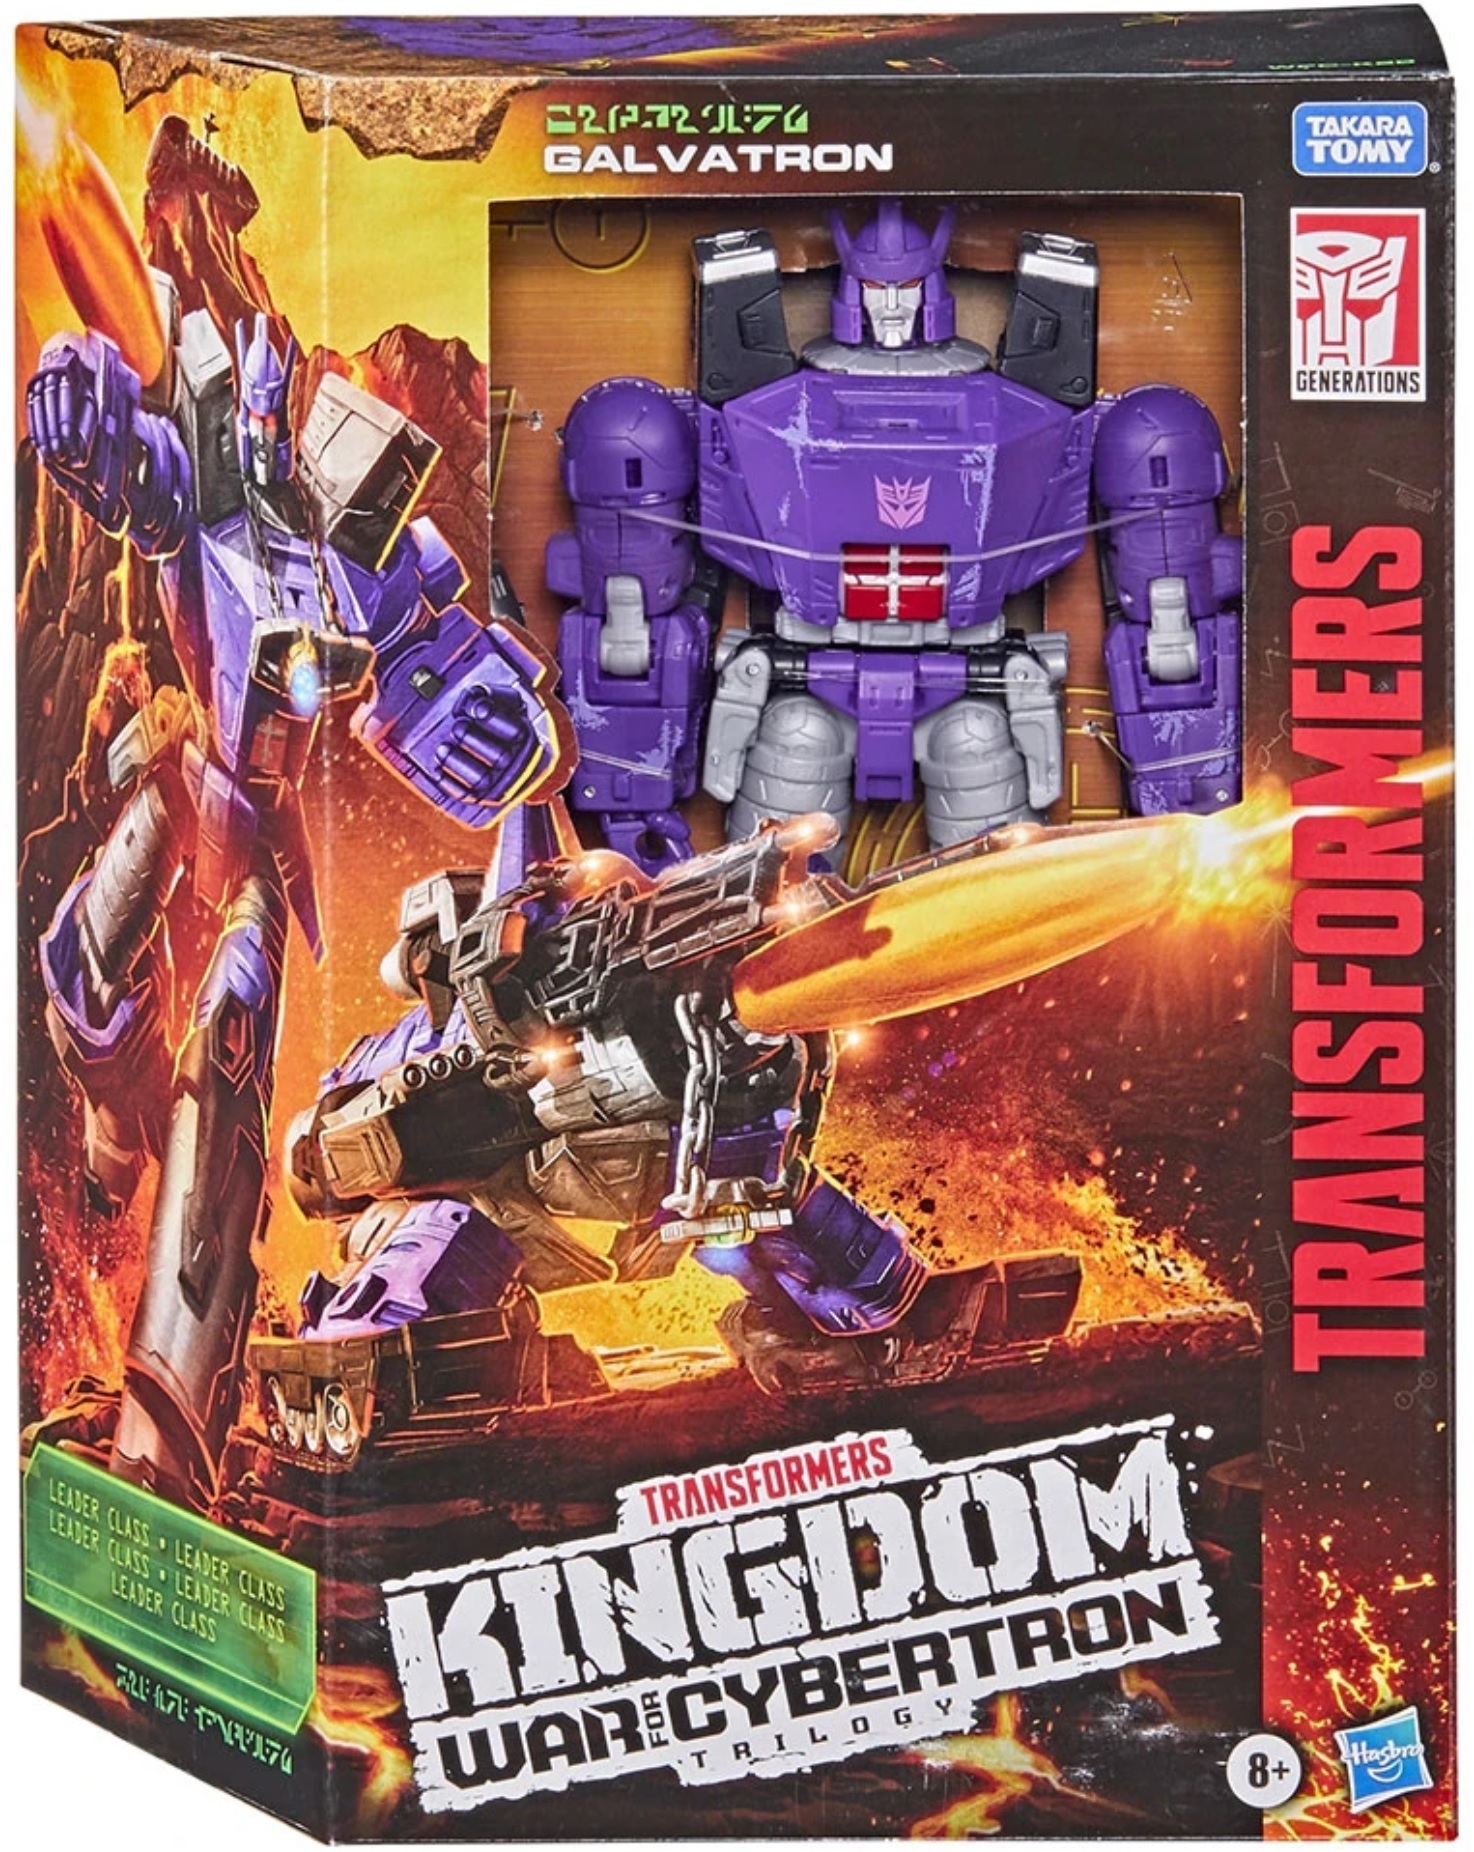 GALVATRON
TAKARA
TOMY
GENERATIONS
TRANSFORMERS
LEADER CLASS • LEADER CLASS
LEADER CLASS • LEADER CLASS
LEADER CLASS
TRANSFORMERS
KINGDOM
WAR FOR CYBERTRON
TRILOGY
8+
Hasbro